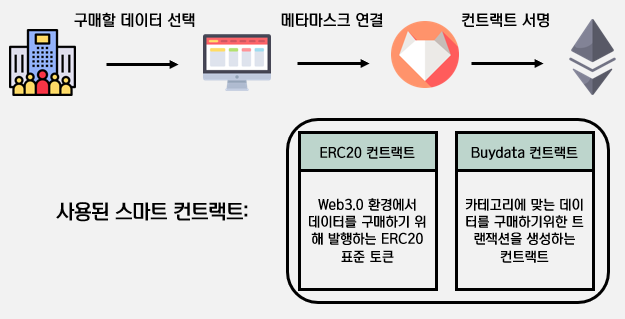 구매할 데이터 선택
메타마스크 연결
컨트랙트 서명
사용된 스마트 컨트랙트:
ERC20 컨트랙트
Web3.0 환경에서
데이터를 구매하기 위
해 발행하는 ERC20
표준 토큰
Buydata 컨트랙트
카테고리에 맞는 데이
터를 구매하기위한 트
랜잭션을 생성하는
컨트랙트